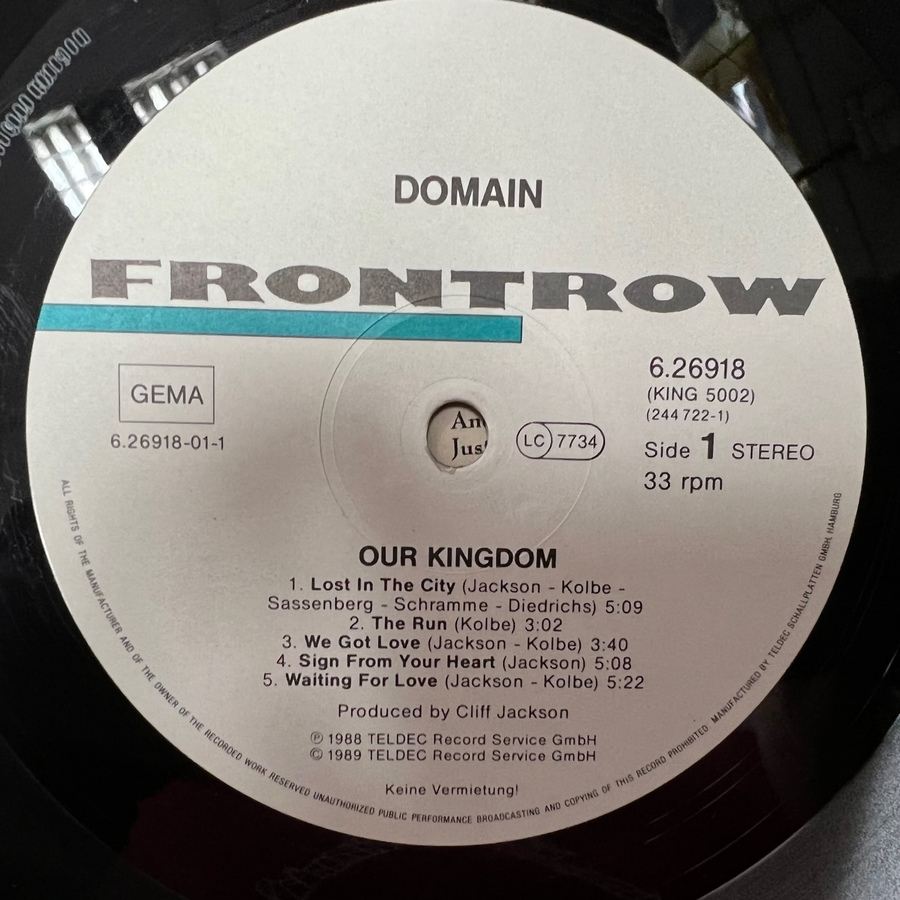 DOMAIN
FRONTROW
GEMA
6.26918-01-1
An
Jus
LC 7734
6.26918
(KING 5002)
(244 722-1)
Side 1 STEREO
33 rpm
OUR KINGDOM
1. Lost In The City (Jackson - Kolbe -
Sassenberg - Schramme - Diedrichs) 5:09
2. The Run (Kolbe) 3:02
3. We Got Love (Jackson - Kolbe) 3:40
4. Sign From Your Heart (Jackson) 5:08
5. Waiting For Love (Jackson - Kolbe) 5:22
Produced by Cliff Jackson
℗ 1988 TELDEC Record Service GmbH
© 1989 TELDEC Record Service GmbH
Keine Vermietung!
ALL RIGHTS OF THE MANUFACTURER AND OF THE OWNER OF THE RECORDED WORK RESERVED UNAUTHORIZED PUBLIC PERFORMANCE BROADCASTING AND COPYING OF THIS RECORD PROHIBITED. MANUFACTURED BY TELDEC SCHALLPLATTEN GMBH, HAMBURG